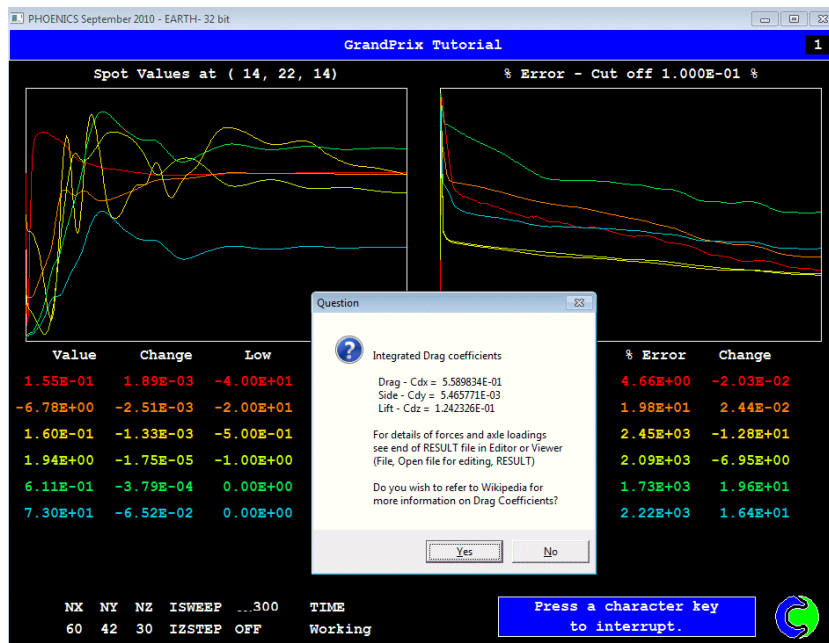 PHOENICS September 2010 - EARTH- 32 bit
GrandPrix Tutorial 1
Spot Values at ( 14, 22, 14) % Error - Cut off 1.000E-01 %
Value Change Low % Error Change
1.55E-01 1.89E-03 -4.00E+01 4.66E+00 -2.03E-02
-6.78E+00 -2.51E-03 -2.00E+01 1.98E+01 2.44E-02
1.60E-01 -1.33E-03 -5.00E-01 2.45E+03 -1.28E+01
1.94E+00 -1.75E-05 -1.00E+00 2.09E+03 -6.95E+00
6.11E-01 -3.79E-04 0.00E+00 1.73E+03 1.96E+01
7.30E+01 -6.52E-02 0.00E+00 2.22E+03 1.64E+01
Question
Integrated Drag coefficients
Drag - Cdx = 5.589834E-01
Side - Cdy = 5.465771E-03
Lift - Cdz = 1.242326E-01
For details of forces and axle loadings
see end of RESULT file in Editor or Viewer
(File, Open file for editing, RESULT)
Do you wish to refer to Wikipedia for
more information on Drag Coefficients?
Yes No
NX NY NZ ISWEEP ...300 TIME
60 42 30 IZSTEP OFF Working
Press a character key
to interrupt.